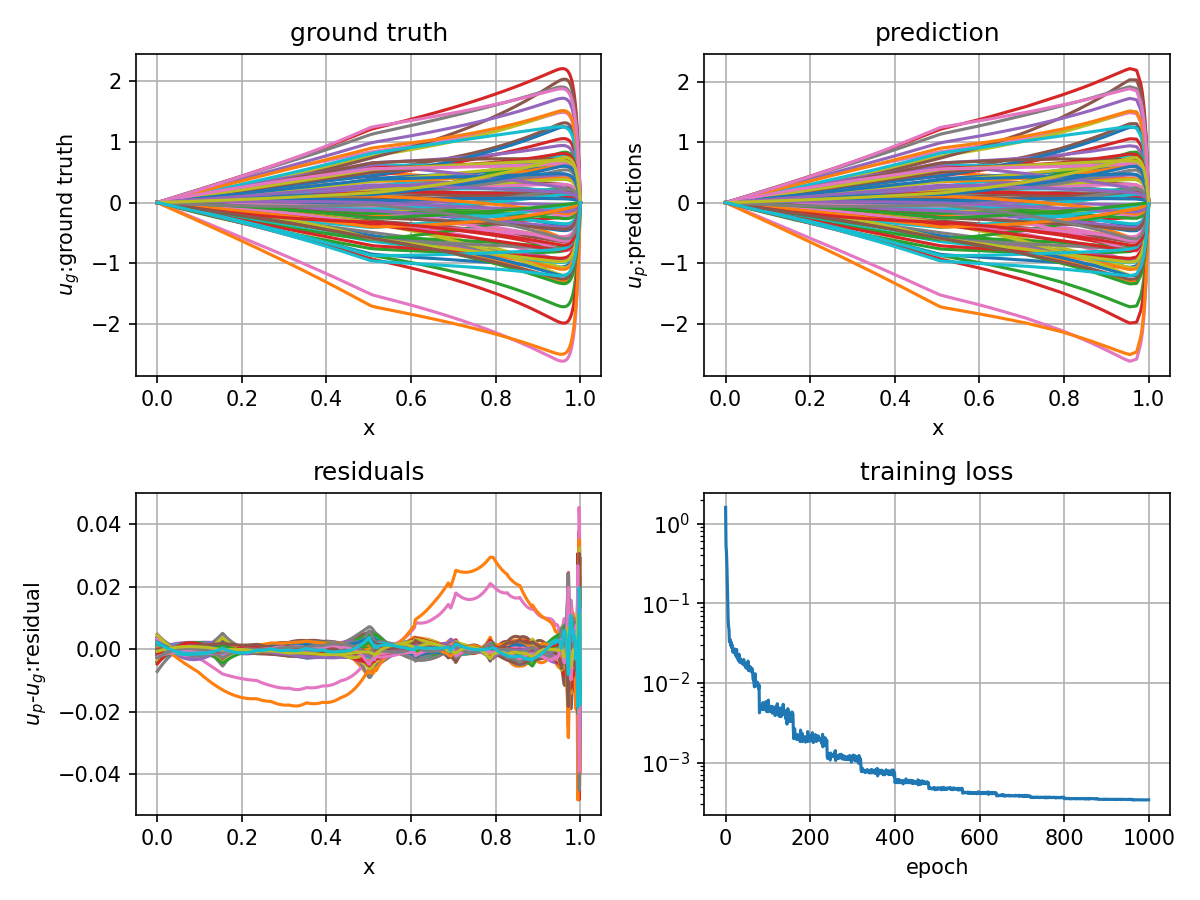 ground truth
u_g:ground truth
2
1
0
−1
−2
0.0 0.2 0.4 0.6 0.8 1.0
x
prediction
u_p:predictions
2
1
0
−1
−2
0.0 0.2 0.4 0.6 0.8 1.0
x
residuals
u_p-u_g:residual
0.04
0.02
0.00
−0.02
−0.04
0.0 0.2 0.4 0.6 0.8 1.0
x
training loss
10^0
10^−1
10^−2
10^−3
0 200 400 600 800 1000
epoch